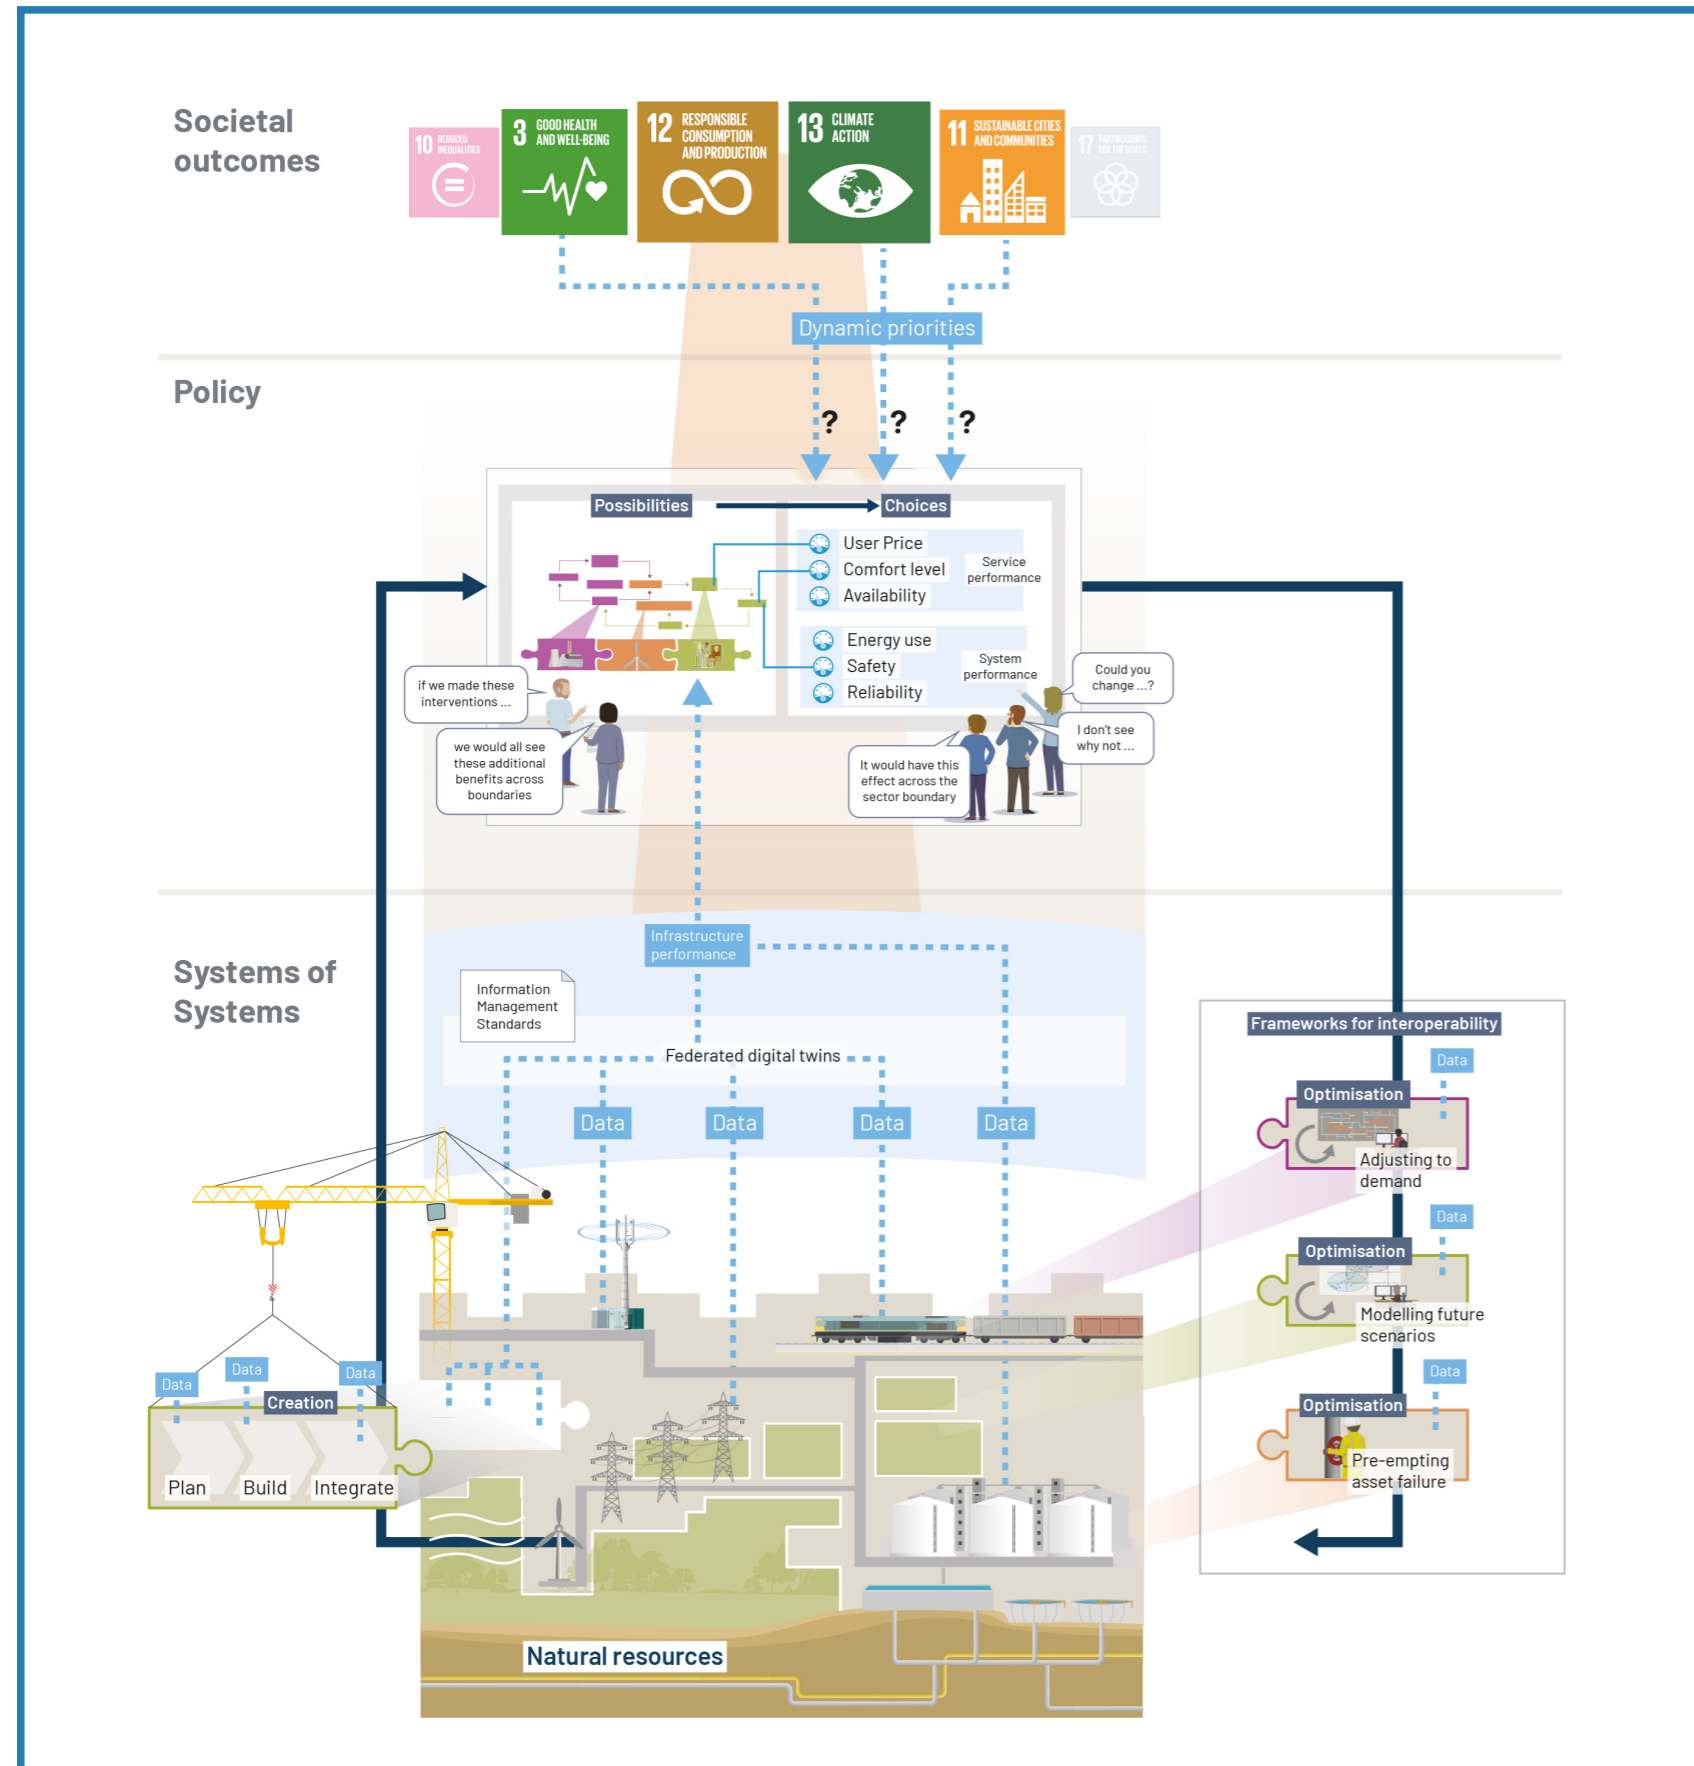 Societal
outcomes
10 REDUCED
INEQUALITIES
3 GOOD HEALTH
AND WELL-BEING
12 RESPONSIBLE
CONSUMPTION
AND PRODUCTION
13 CLIMATE
ACTION
11 SUSTAINABLE CITIES
AND COMMUNITIES
17 PARTNERSHIPS
FOR THE GOALS
Dynamic priorities
Policy
? ? ?
Possibilities
Choices
User Price
Comfort level
Availability
Service
performance
Energy use
Safety
Reliability
System
performance
if we made these
interventions ...
we would all see
these additional
benefits across
boundaries
Could you
change ...?
I don't see
why not ...
It would have this
effect across the
sector boundary
Systems of
Systems
Infrastructure
performance
Information
Management
Standards
Federated digital twins
Data
Data
Data
Data
Frameworks for interoperability
Data
Optimisation
Adjusting to
demand
Data
Optimisation
Modelling future
scenarios
Data
Optimisation
Pre-empting
asset failure
Data
Data
Data
Creation
Plan
Build
Integrate
Natural resources